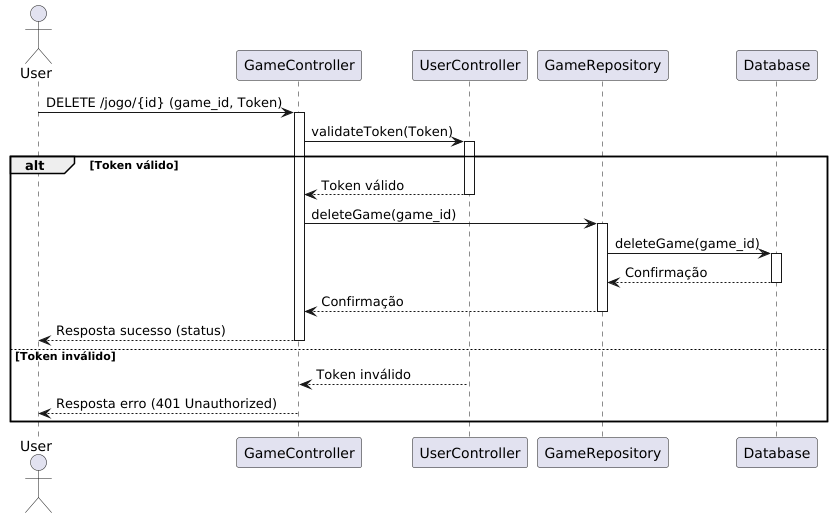 User
GameController
UserController
GameRepository
Database
DELETE /jogo/{id} (game_id, Token)
validateToken(Token)
alt
[Token válido]
Token válido
deleteGame(game_id)
deleteGame(game_id)
Confirmação
Confirmação
Resposta sucesso (status)
[Token inválido]
Token inválido
Resposta erro (401 Unauthorized)
User
GameController
UserController
GameRepository
Database